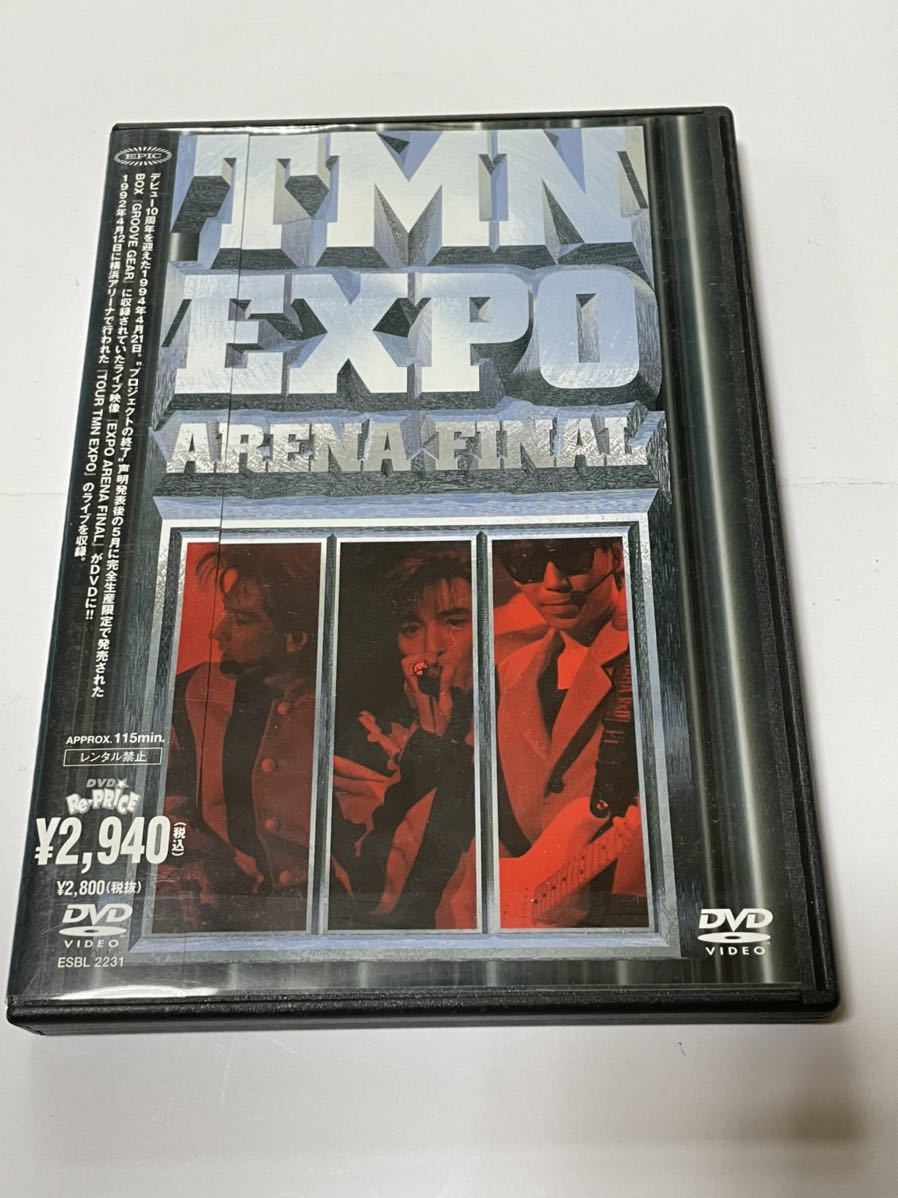 TMN
EXPO
ARENA FINAL
EPIC
デビュー10周年を迎えた1994年4月21日。"プロジェクトの終了"声明発表後の5月に完全生産限定で発売された
BOX「GROOVE GEAR」に収録されていたライブ映像「EXPO ARENA FINAL」がDVDに!!
1992年4月12日に横浜アリーナで行われた「TOUR TMN EXPO」のライブを収録。
APPROX. 115min.
レンタル禁止
DVD
Re-PRICE
¥2,940(税込)
¥2,800(税抜)
DVD
VIDEO
ESBL 2231
DVD
VIDEO